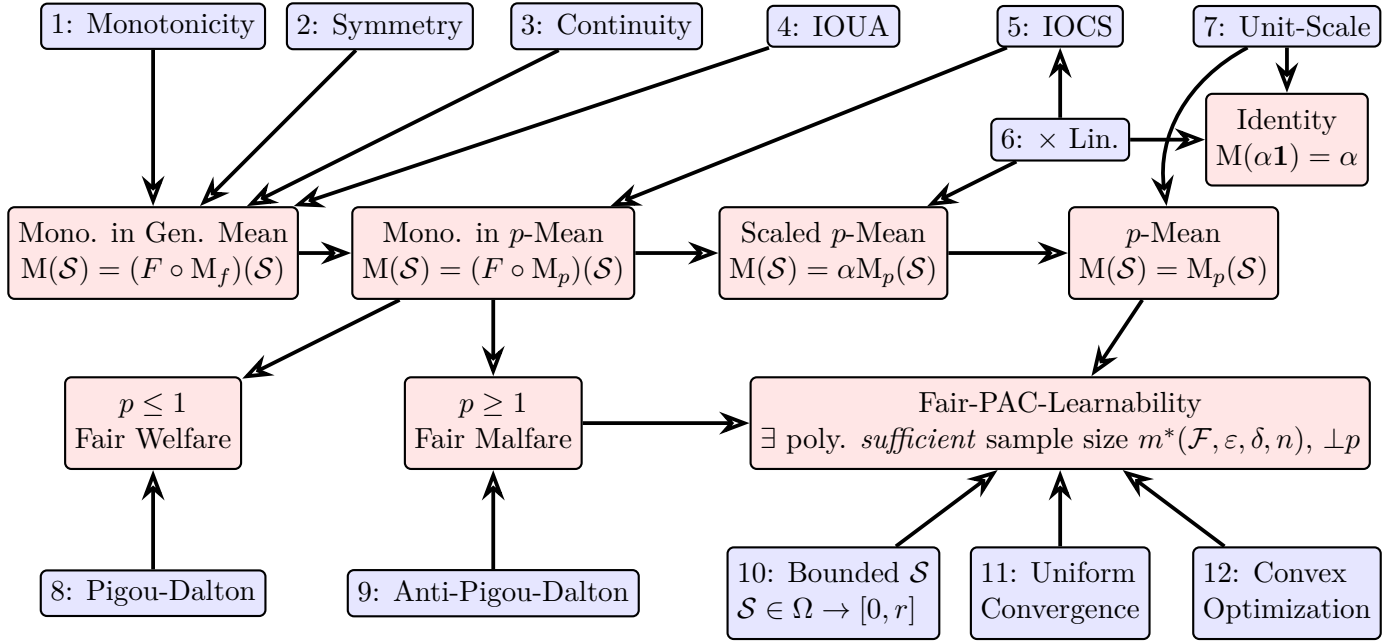 1: Monotonicity
2: Symmetry
3: Continuity
4: IOUA
5: IOCS
7: Unit-Scale
6: × Lin.
Identity
M(α𝟏) = α
Mono. in Gen. Mean
M(𝒮) = (F ∘ M_f)(𝒮)
Mono. in p-Mean
M(𝒮) = (F ∘ M_p)(𝒮)
Scaled p-Mean
M(𝒮) = αM_p(𝒮)
p-Mean
M(𝒮) = M_p(𝒮)
p ≤ 1
Fair Welfare
p ≥ 1
Fair Malfare
Fair-PAC-Learnability
∃ poly. sufficient sample size m*(ℱ, ε, δ, n), ⊥p
8: Pigou-Dalton
9: Anti-Pigou-Dalton
10: Bounded 𝒮
𝒮 ∈ Ω → [0, r]
11: Uniform
Convergence
12: Convex
Optimization